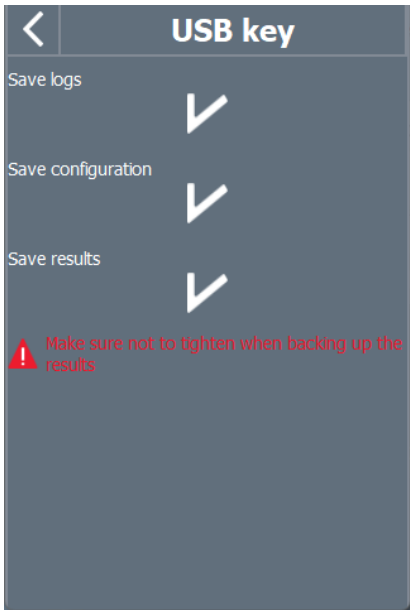 USB key
Save logs
Save configuration
Save results
Make sure not to tighten when backing up the
results